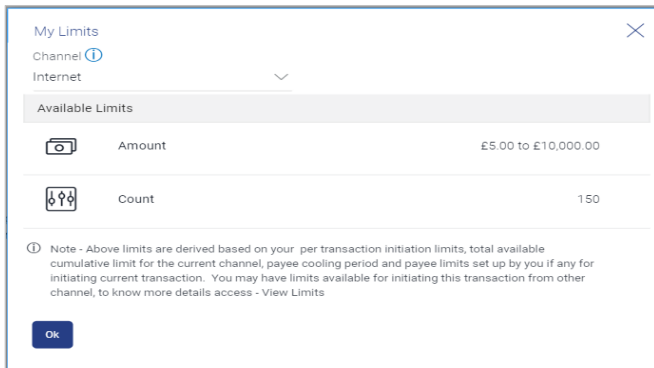 My Limits
Channel
Internet
Available Limits
Amount £5.00 to £10,000.00
Count 150
Note - Above limits are derived based on your per transaction initiation limits, total available
cumulative limit for the current channel, payee cooling period and payee limits set up by you if any for
initiating current transaction. You may have limits available for initiating this transaction from other
channel, to know more details access - View Limits
Ok